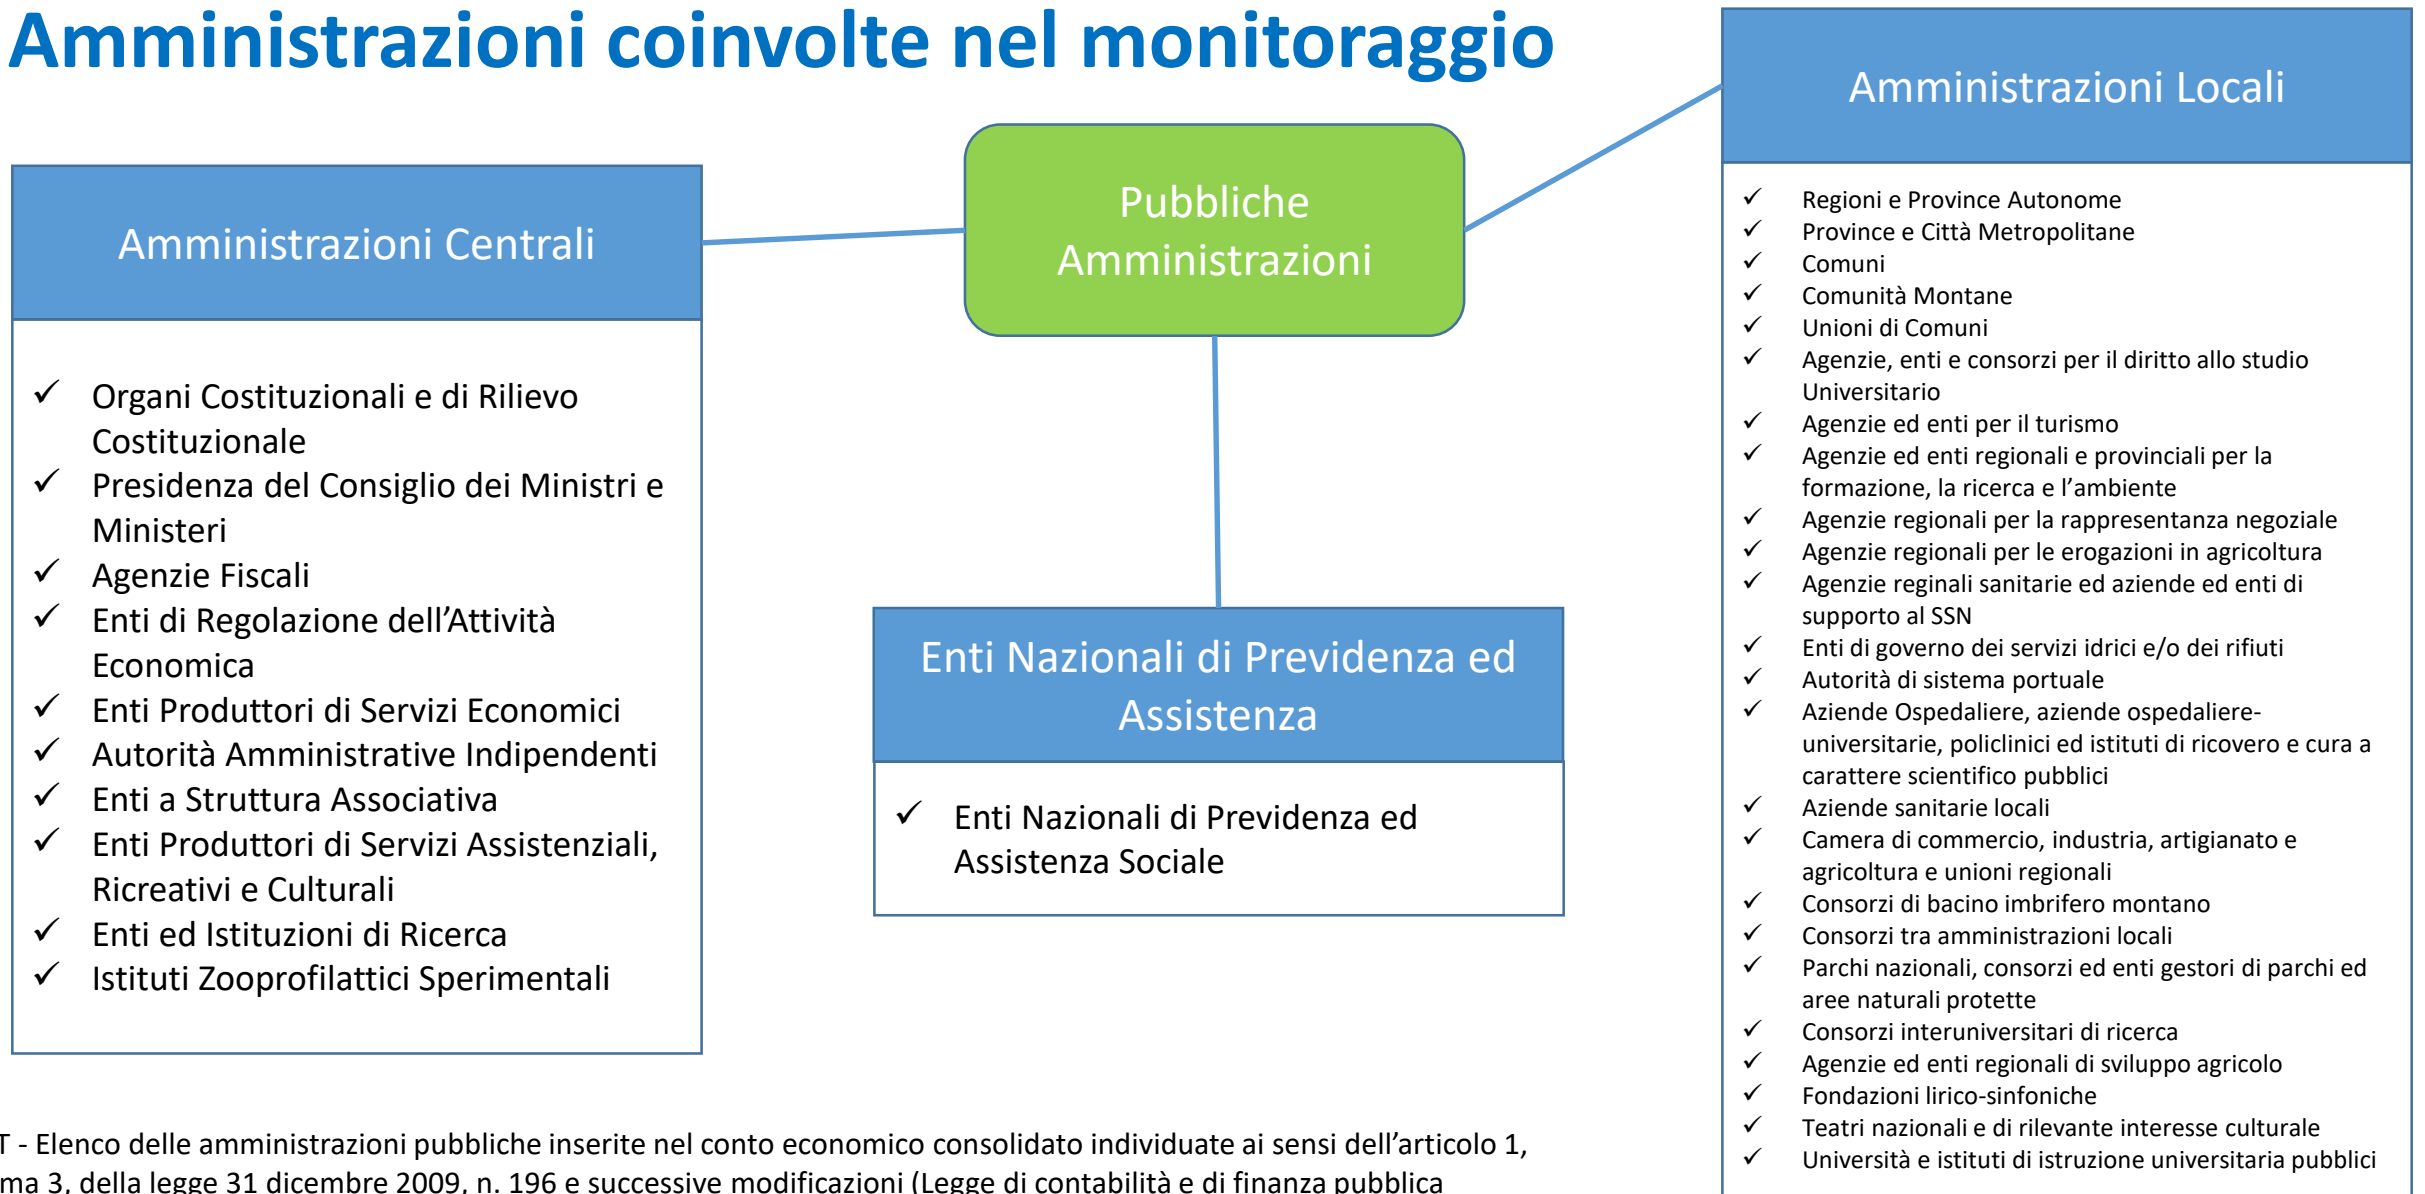 Amministrazioni coinvolte nel monitoraggio
Amministrazioni Centrali
✓ Organi Costituzionali e di Rilievo
Costituzionale
✓ Presidenza del Consiglio dei Ministri e
Ministeri
✓ Agenzie Fiscali
✓ Enti di Regolazione dell’Attività
Economica
✓ Enti Produttori di Servizi Economici
✓ Autorità Amministrative Indipendenti
✓ Enti a Struttura Associativa
✓ Enti Produttori di Servizi Assistenziali,
Ricreativi e Culturali
✓ Enti ed Istituzioni di Ricerca
✓ Istituti Zooprofilattici Sperimentali
Pubbliche
Amministrazioni
Enti Nazionali di Previdenza ed
Assistenza
✓ Enti Nazionali di Previdenza ed
Assistenza Sociale
Amministrazioni Locali
✓ Regioni e Province Autonome
✓ Province e Città Metropolitane
✓ Comuni
✓ Comunità Montane
✓ Unioni di Comuni
✓ Agenzie, enti e consorzi per il diritto allo studio
Universitario
✓ Agenzie ed enti per il turismo
✓ Agenzie ed enti regionali e provinciali per la
formazione, la ricerca e l’ambiente
✓ Agenzie regionali per la rappresentanza negoziale
✓ Agenzie regionali per le erogazioni in agricoltura
✓ Agenzie reginali sanitarie ed aziende ed enti di
supporto al SSN
✓ Enti di governo dei servizi idrici e/o dei rifiuti
✓ Autorità di sistema portuale
✓ Aziende Ospedaliere, aziende ospedaliere-
universitarie, policlinici ed istituti di ricovero e cura a
carattere scientifico pubblici
✓ Aziende sanitarie locali
✓ Camera di commercio, industria, artigianato e
agricoltura e unioni regionali
✓ Consorzi di bacino imbrifero montano
✓ Consorzi tra amministrazioni locali
✓ Parchi nazionali, consorzi ed enti gestori di parchi ed
aree naturali protette
✓ Consorzi interuniversitari di ricerca
✓ Agenzie ed enti regionali di sviluppo agricolo
✓ Fondazioni lirico-sinfoniche
✓ Teatri nazionali e di rilevante interesse culturale
✓ Università e istituti di istruzione universitaria pubblici
T - Elenco delle amministrazioni pubbliche inserite nel conto economico consolidato individuate ai sensi dell’articolo 1,
ma 3, della legge 31 dicembre 2009, n. 196 e successive modificazioni (Legge di contabilità e di finanza pubblica